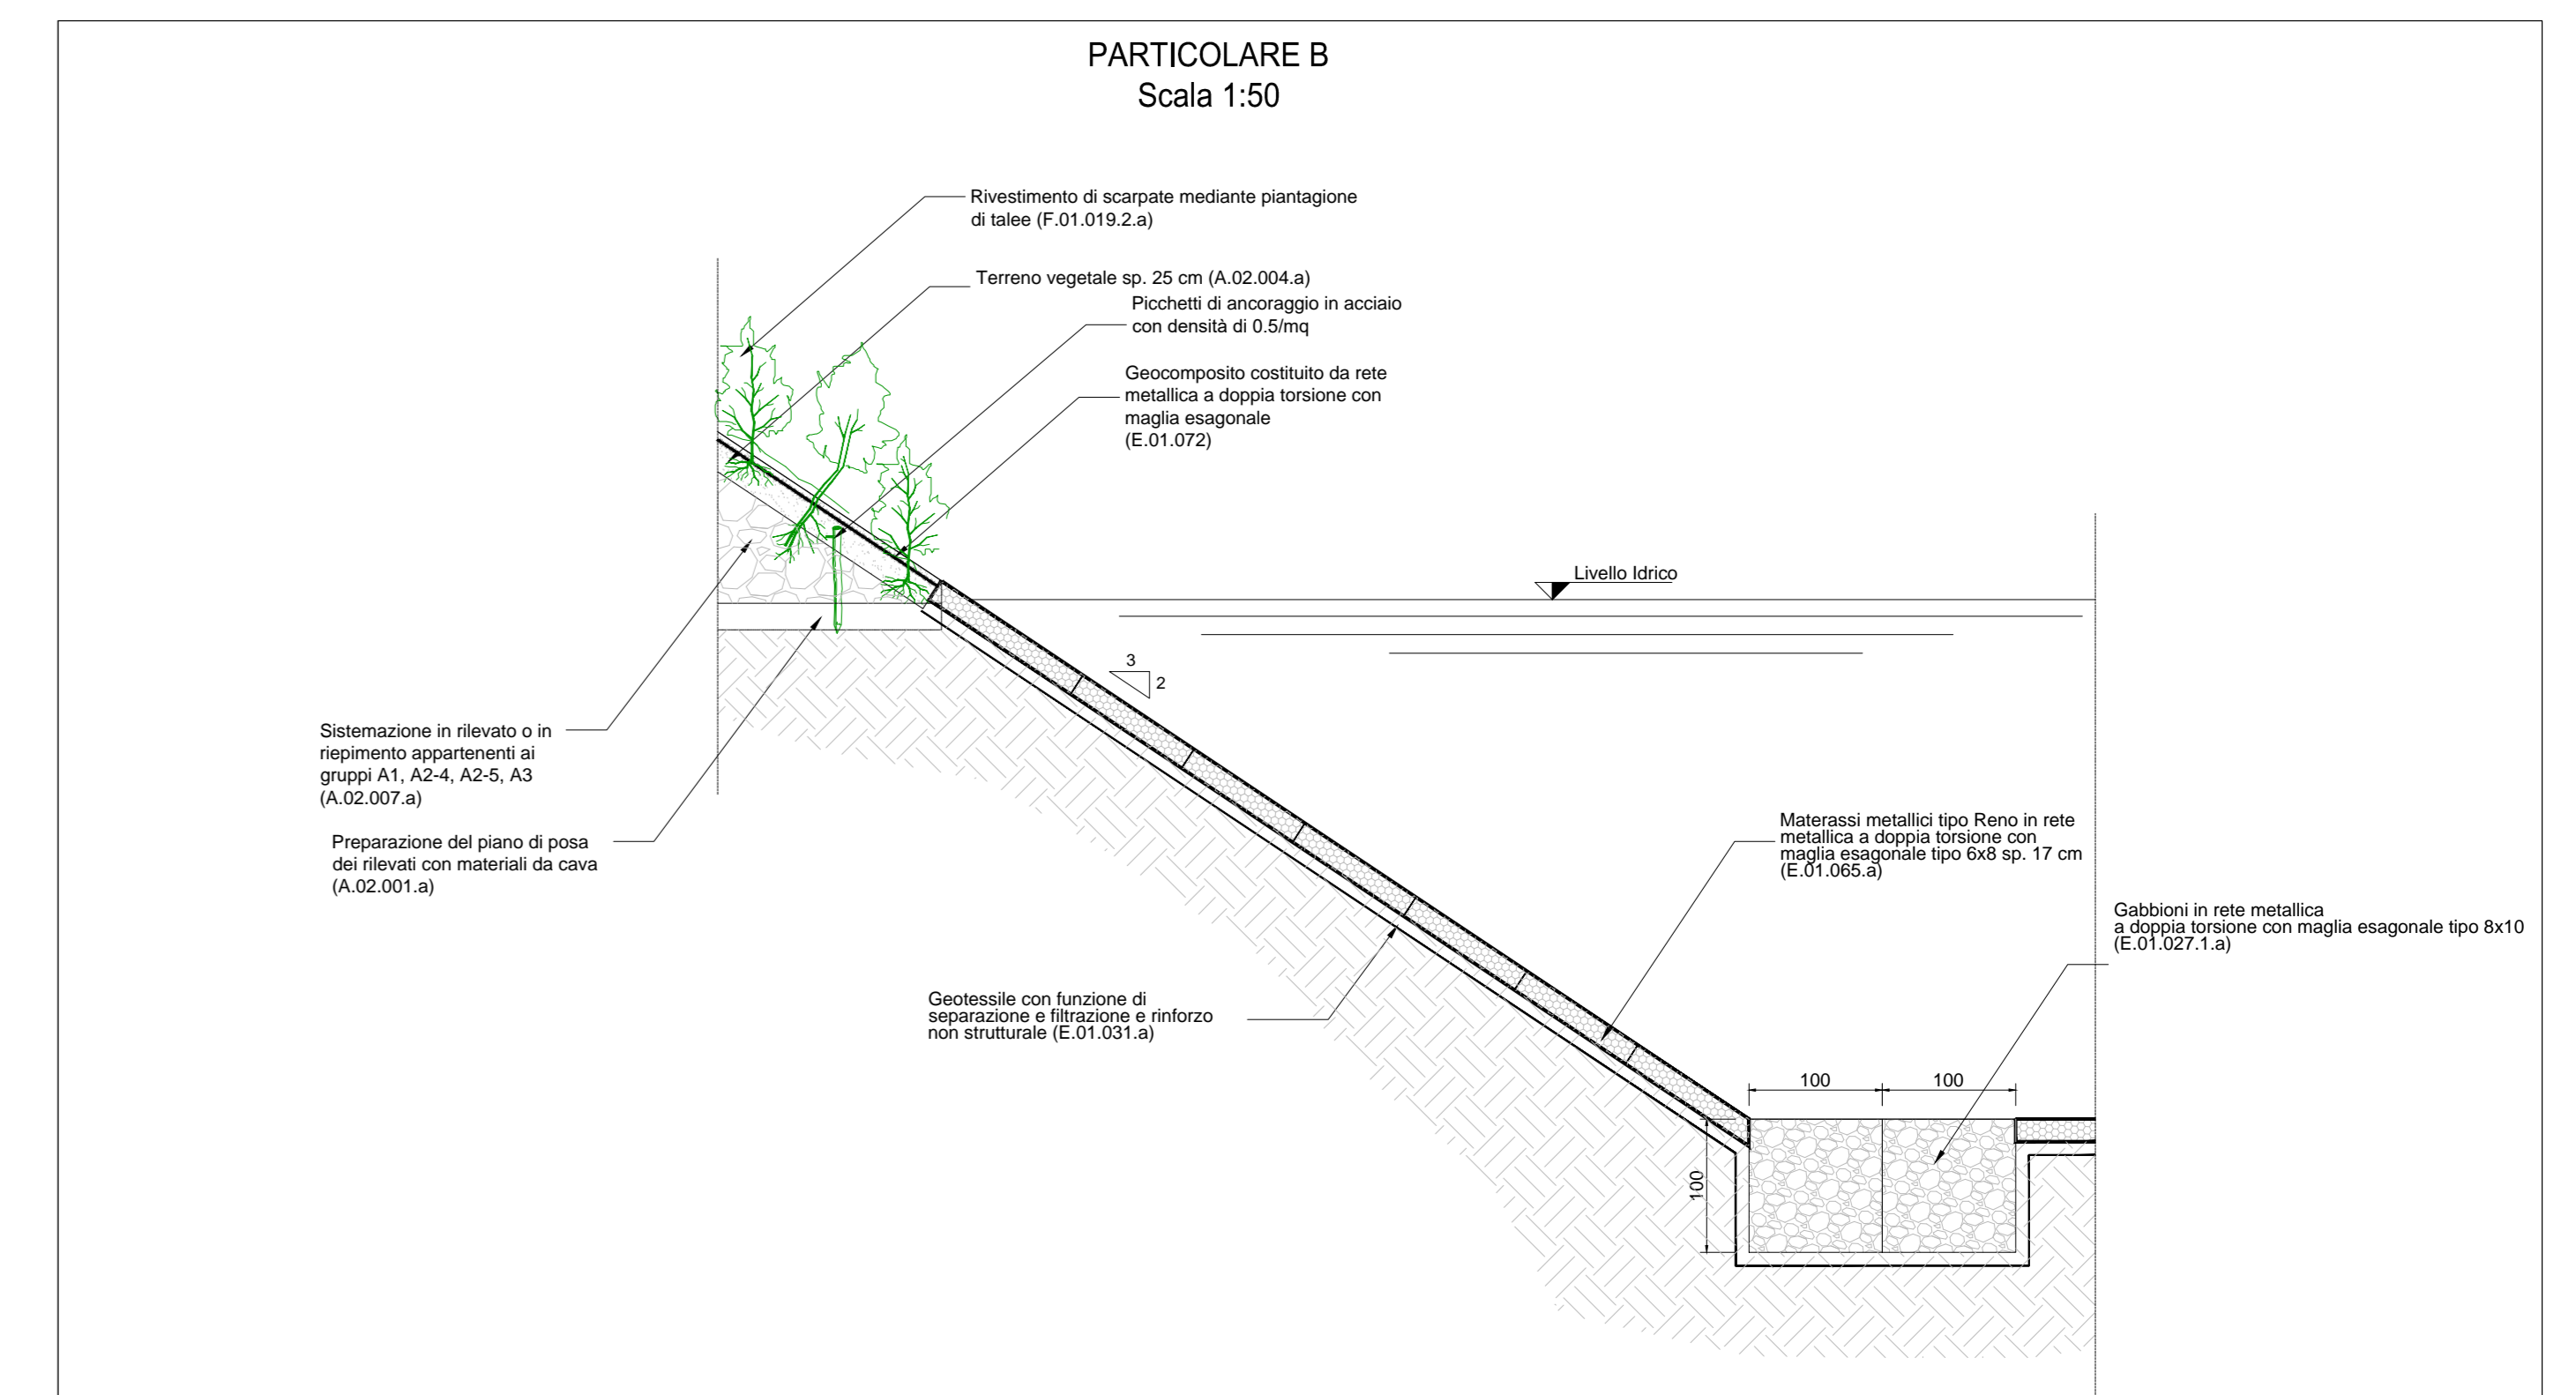 PARTICOLARE B
Scala 1:50
Rivestimento di scarpate mediante piantagione
di talee (F.01.019.2.a)
Terreno vegetale sp. 25 cm (A.02.004.a)
Picchetti di ancoraggio in acciaio
con densità di 0.5/mq
Geocomposito costituito da rete
metallica a doppia torsione con
maglia esagonale
(E.01.072)
Livello Idrico
3
2
Sistemazione in rilevato o in
riepimento appartenenti ai
gruppi A1, A2-4, A2-5, A3
(A.02.007.a)
Preparazione del piano di posa
dei rilevati con materiali da cava
(A.02.001.a)
Materassi metallici tipo Reno in rete
metallica a doppia torsione con
maglia esagonale tipo 6x8 sp. 17 cm
(E.01.065.a)
Gabbioni in rete metallica
a doppia torsione con maglia esagonale tipo 8x10
(E.01.027.1.a)
Geotessile con funzione di
separazione e filtrazione e rinforzo
non strutturale (E.01.031.a)
100
100
100